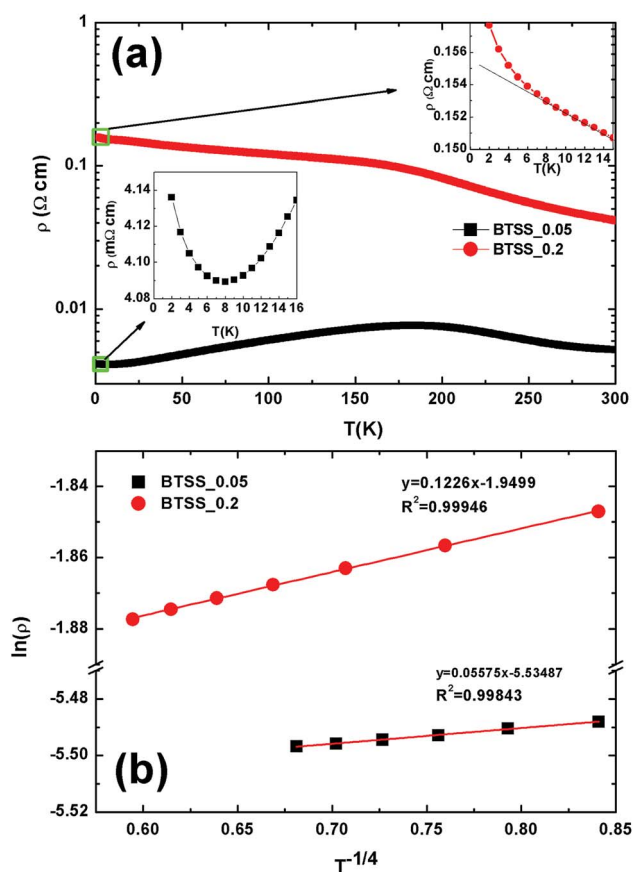 (a)
1
0.1
0.01
ρ (Ω cm)
0 50 100 150 200 250 300
T(K)
0.156
0.154
0.152
0.150
ρ (Ω cm)
0 2 4 6 8 10 12 14
T(K)
4.14
4.12
4.10
4.08
ρ (mΩ cm)
0 2 4 6 8 10 12 14 16
T(K)
BTSS_0.05
BTSS_0.2
(b)
BTSS_0.05
BTSS_0.2
y=0.1226x-1.9499
R²=0.99946
y=0.05575x-5.53487
R²=0.99843
-1.84
-1.86
-1.88
-5.48
-5.50
-5.52
ln(ρ)
0.60 0.65 0.70 0.75 0.80 0.85
T⁻¹/⁴